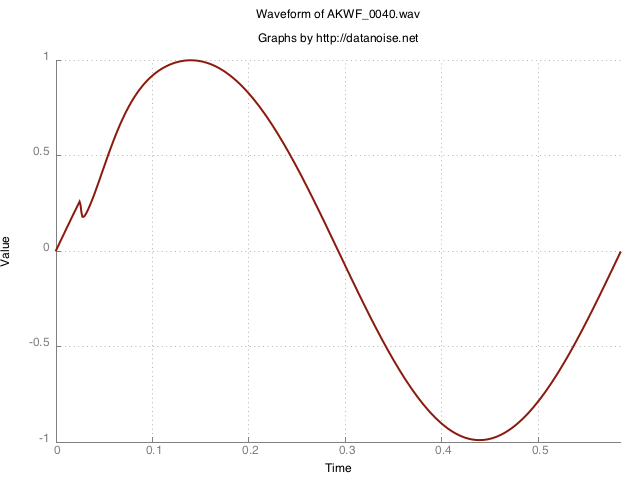 Waveform of AKWF_0040.wav
Graphs by http://datanoise.net
1
0.5
0
-0.5
-1
Value
0 0.1 0.2 0.3 0.4 0.5
Time